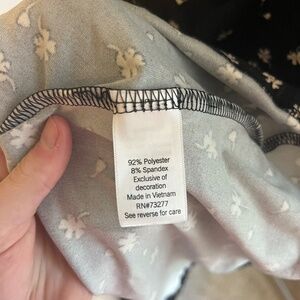 92% Polyester
8% Spandex
Exclusive of
decoration
Made in Vietnam
RN#73277
See reverse for care